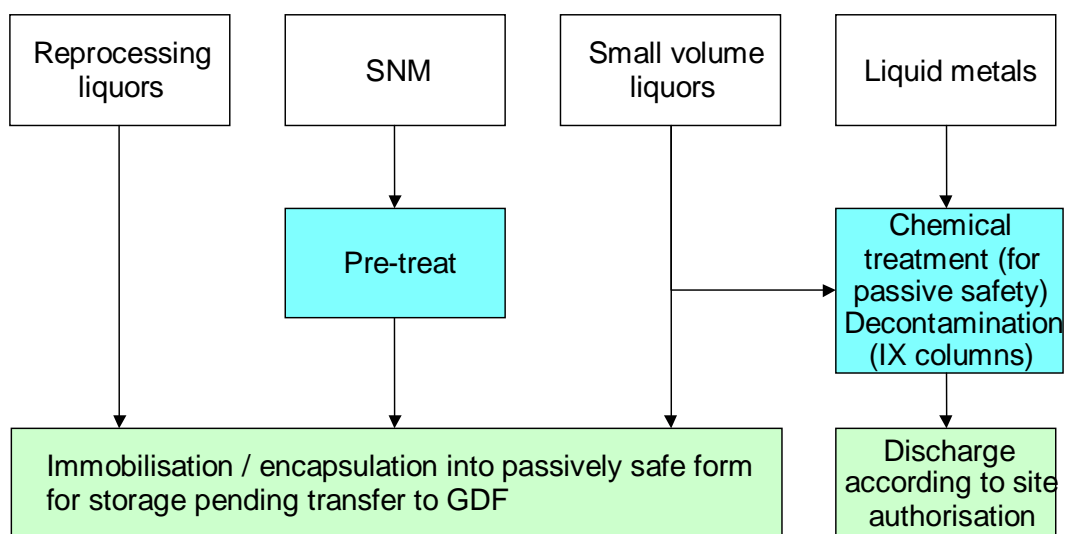 Reprocessing
liquors
SNM
Small volume
liquors
Liquid metals
Pre-treat
Chemical
treatment (for
passive safety)
Decontamination
(IX columns)
Immobilisation / encapsulation into passively safe form
for storage pending transfer to GDF
Discharge
according to site
authorisation